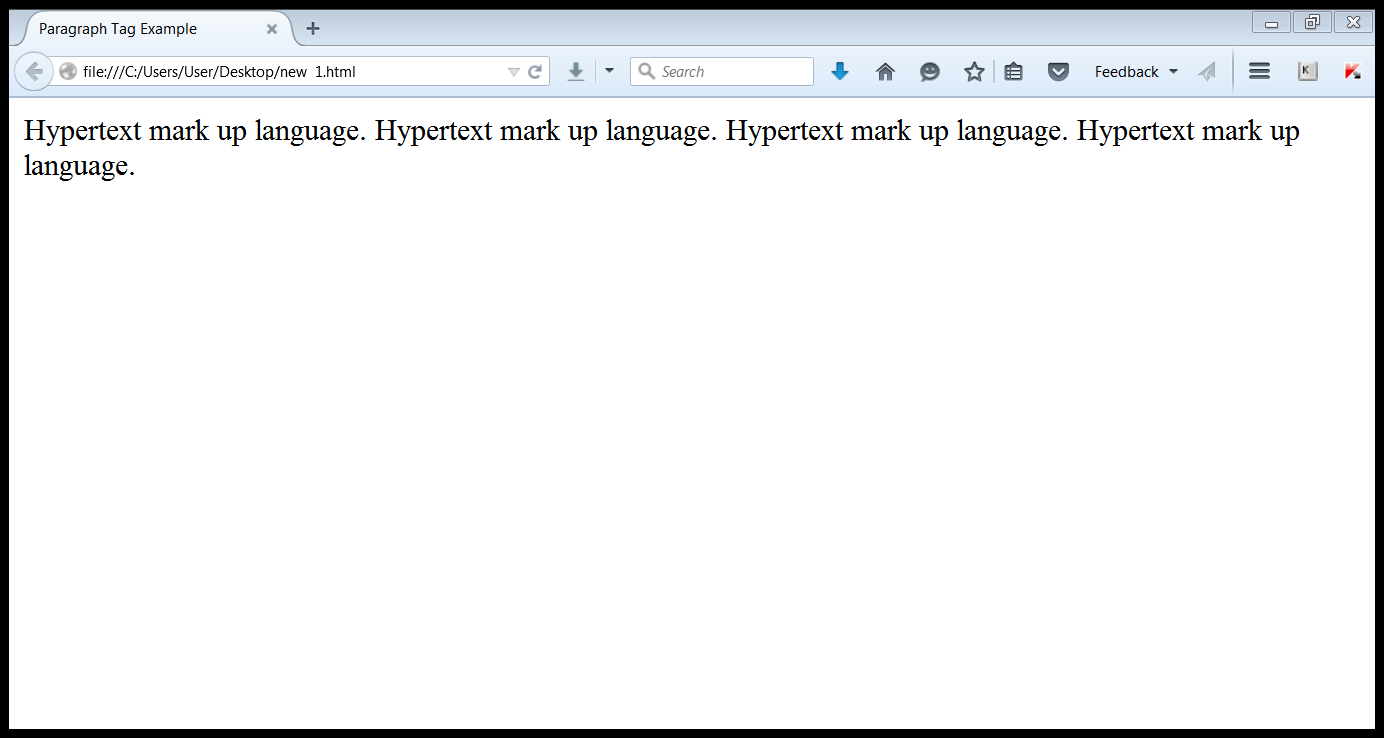 Paragraph Tag Example
file:///C:/Users/User/Desktop/new 1.html
Search
Feedback
K
Hypertext mark up language. Hypertext mark up language. Hypertext mark up language. Hypertext mark up
language.